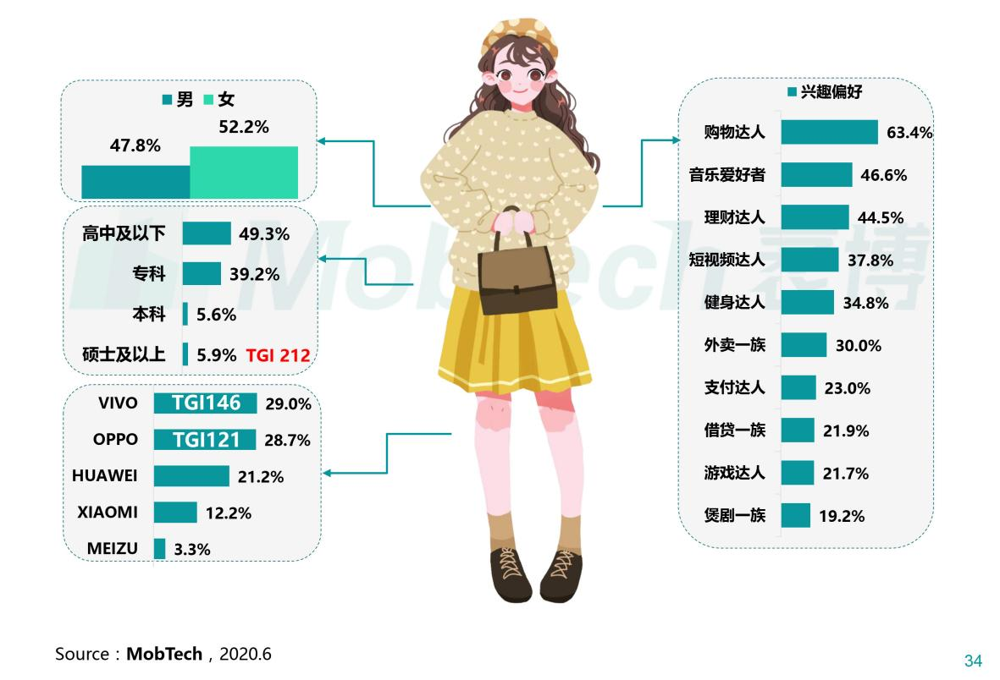 男 女
47.8%
52.2%
高中及以下 49.3%
专科 39.2%
本科 5.6%
硕士及以上 5.9% TGI 212
VIVO TGI146 29.0%
OPPO TGI121 28.7%
HUAWEI 21.2%
XIAOMI 12.2%
MEIZU 3.3%
兴趣偏好
购物达人 63.4%
音乐爱好者 46.6%
理财达人 44.5%
短视频达人 37.8%
健身达人 34.8%
外卖一族 30.0%
支付达人 23.0%
借贷一族 21.9%
游戏达人 21.7%
煲剧一族 19.2%
MobTech 袤博
Source：MobTech，2020.6
34